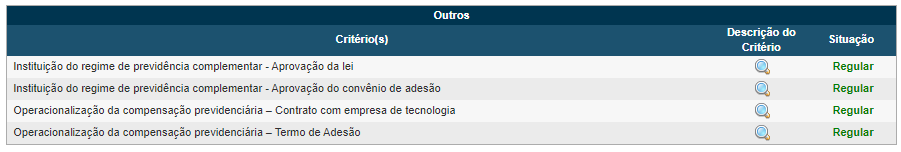 Outros
Critério(s)
Descrição do
Critério
Situação
Instituição do regime de previdência complementar - Aprovação da lei
Regular
Instituição do regime de previdência complementar - Aprovação do convênio de adesão
Regular
Operacionalização da compensação previdenciária – Contrato com empresa de tecnologia
Regular
Operacionalização da compensação previdenciária – Termo de Adesão
Regular